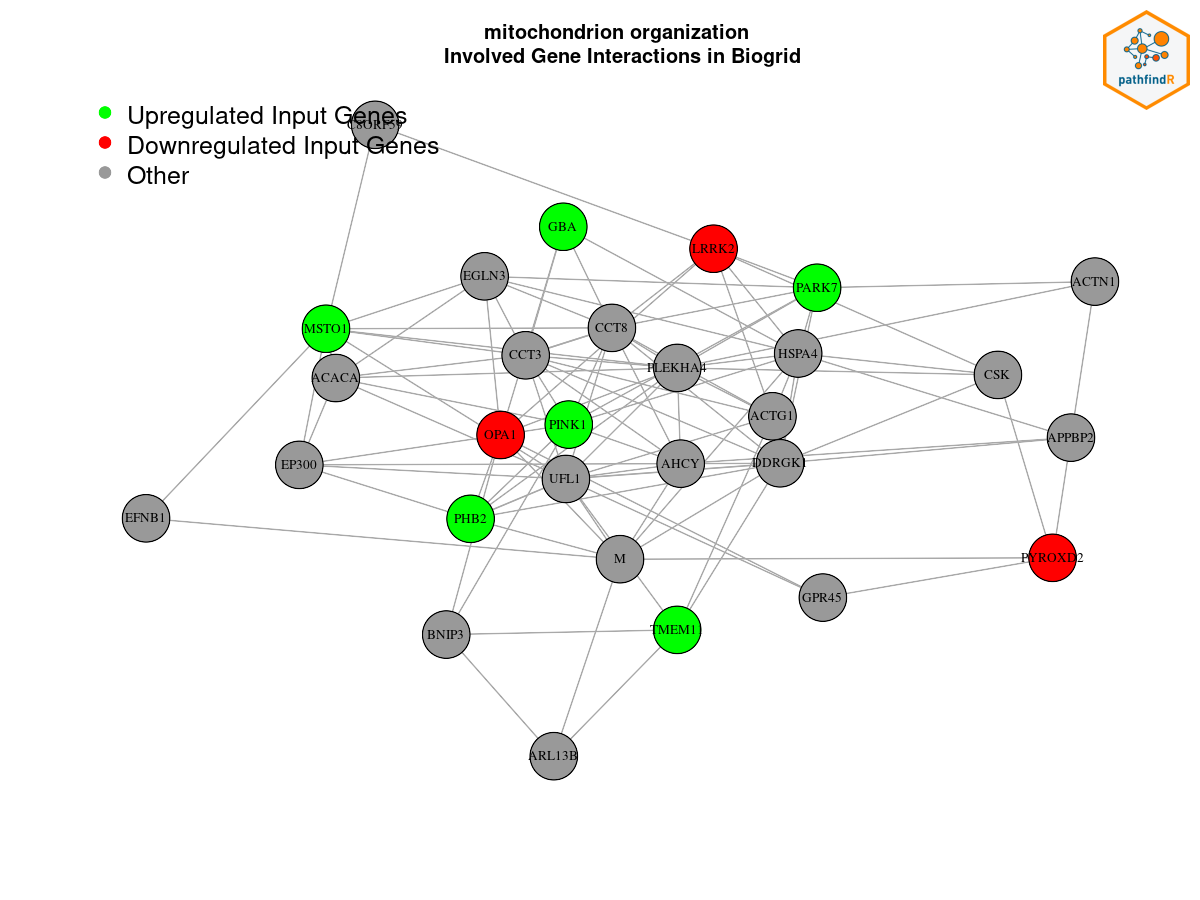 mitochondrion organization
Involved Gene Interactions in Biogrid
pathfindR
Upregulated Input Genes
Downregulated Input Genes
Other
GBA
LRRK2
EGLN3
PARK7
ACTN1
MSTO1
CCT8
CCT3
HSPA4
PLEKHA4
ACACA
CSK
ACTG1
PINK1
OPA1
APPBP2
EP300
AHCY
DDRGK1
UFL1
EFNB1
PHB2
M
PYROXD2
GPR45
TMEM1
BNIP3
ARL13B